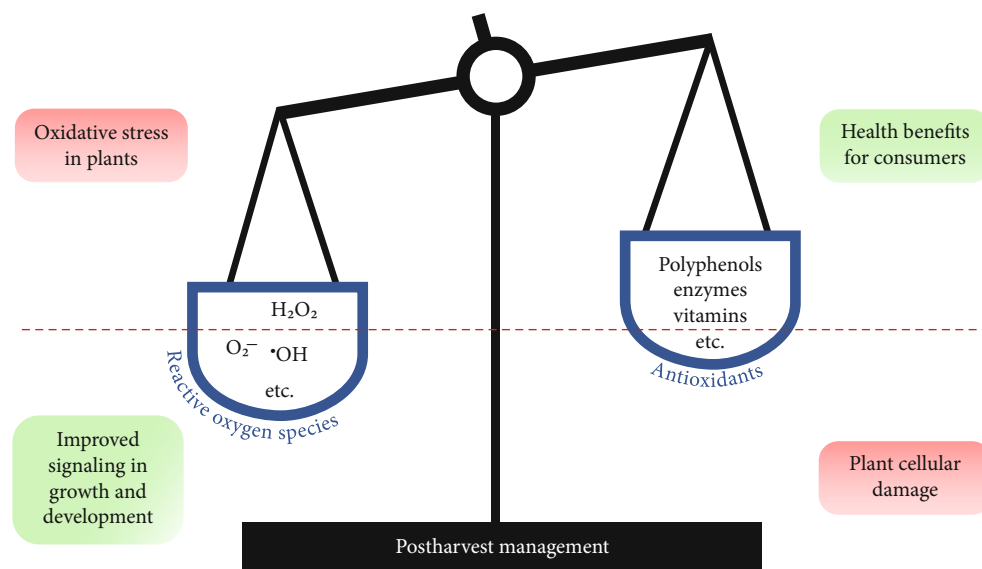 Oxidative stress
in plants
Health benefits
for consumers
H₂O₂
O₂⁻ •OH
etc.
Reactive oxygen species
Polyphenols
enzymes
vitamins
etc.
Antioxidants
Improved
signaling in
growth and
development
Plant cellular
damage
Postharvest management